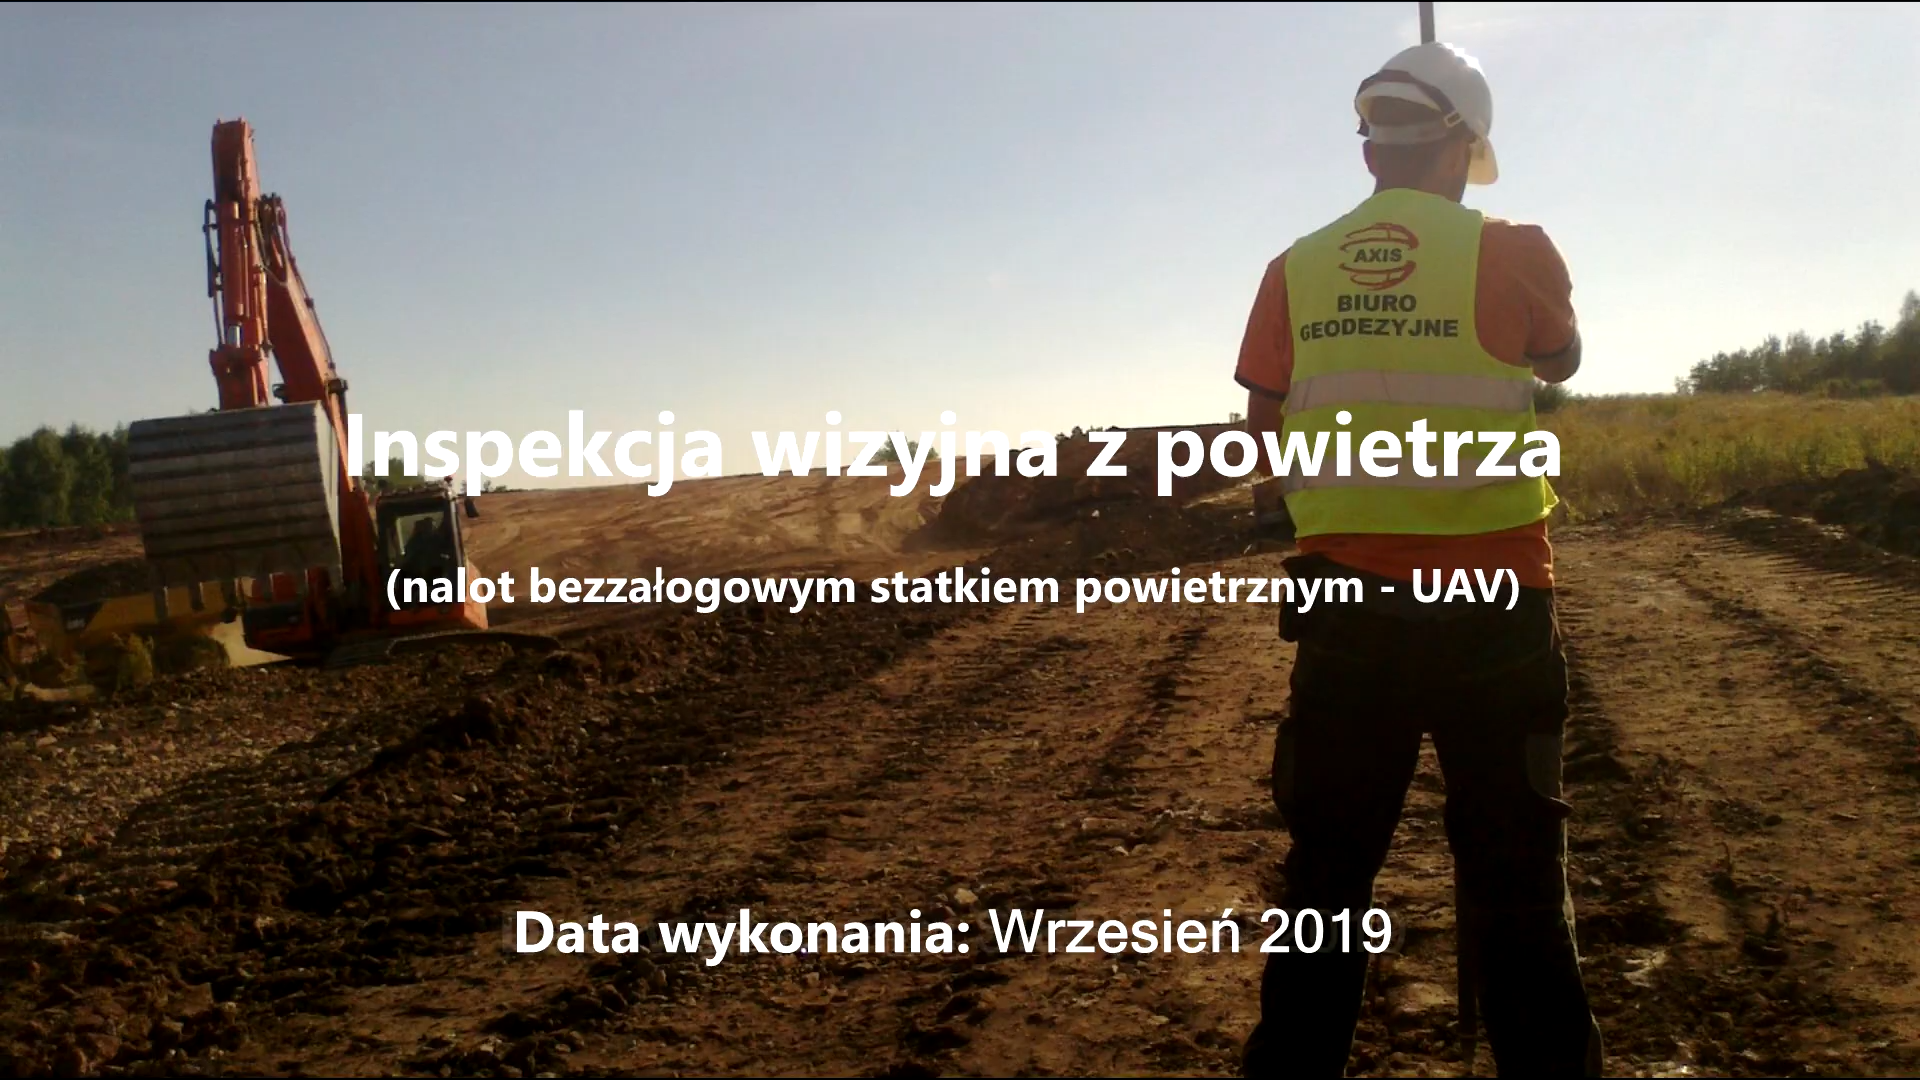 AXIS
BIURO
GEODEZYJNE
Inspekcja wizyjna z powietrza
(nalot bezzałogowym statkiem powietrznym - UAV)
Data wykonania: Wrzesień 2019